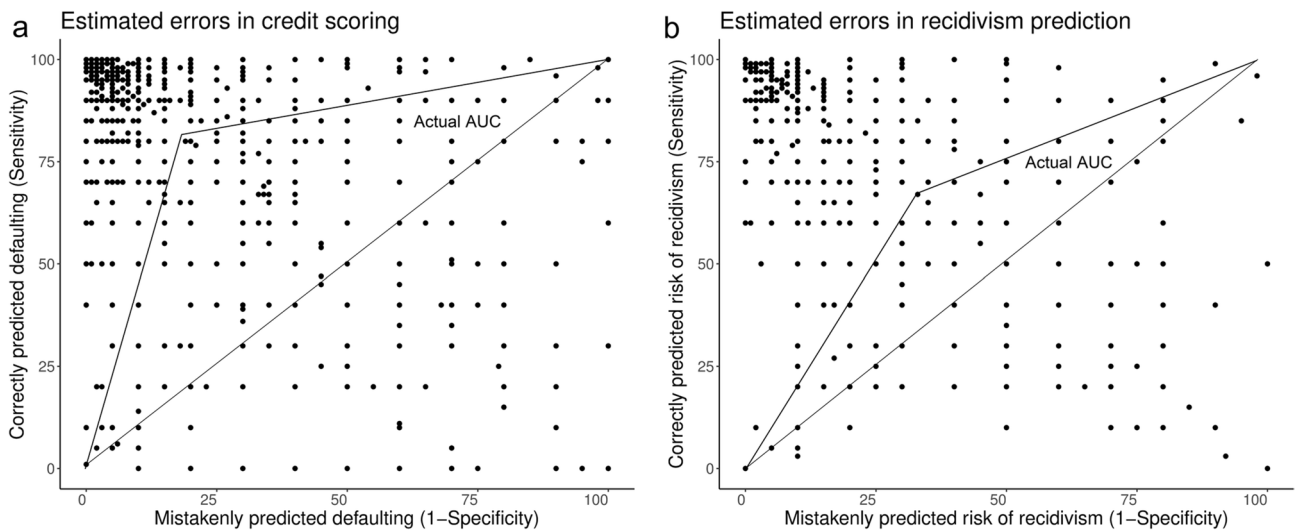 a Estimated errors in credit scoring
Correctly predicted defaulting (Sensitivity)
100
75
50
25
0
Actual AUC
0 25 50 75 100
Mistakenly predicted defaulting (1−Specificity)
b Estimated errors in recidivism prediction
Correctly predicted risk of recidivism (Sensitivity)
100
75
50
25
0
Actual AUC
0 25 50 75 100
Mistakenly predicted risk of recidivism (1−Specificity)